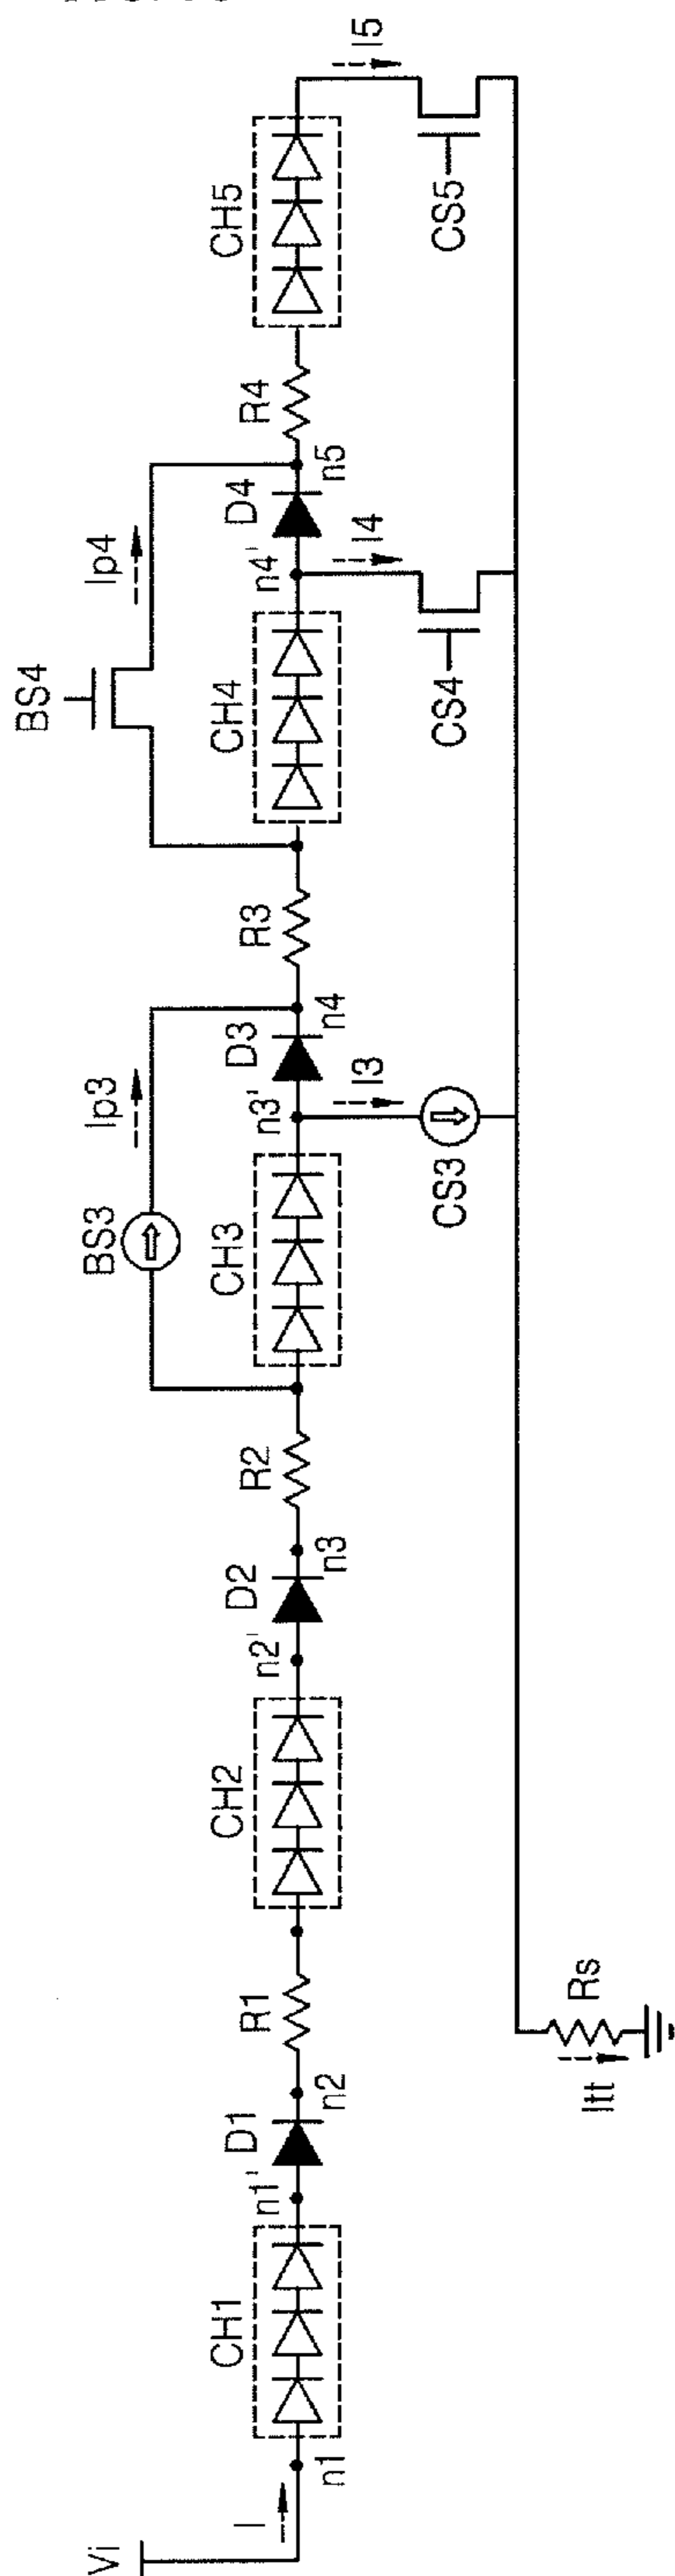 Vi
I
n1
CH1
n1'
D1
n2
R1
CH2
n2'
D2
n3
R2
BS3
Ip3
CH3
n3'
D3
n4
I3
CS3
R3
BS4
Ip4
CH4
n4'
D4
n5
I4
CS4
R4
CH5
I5
CS5
Rs
Itt